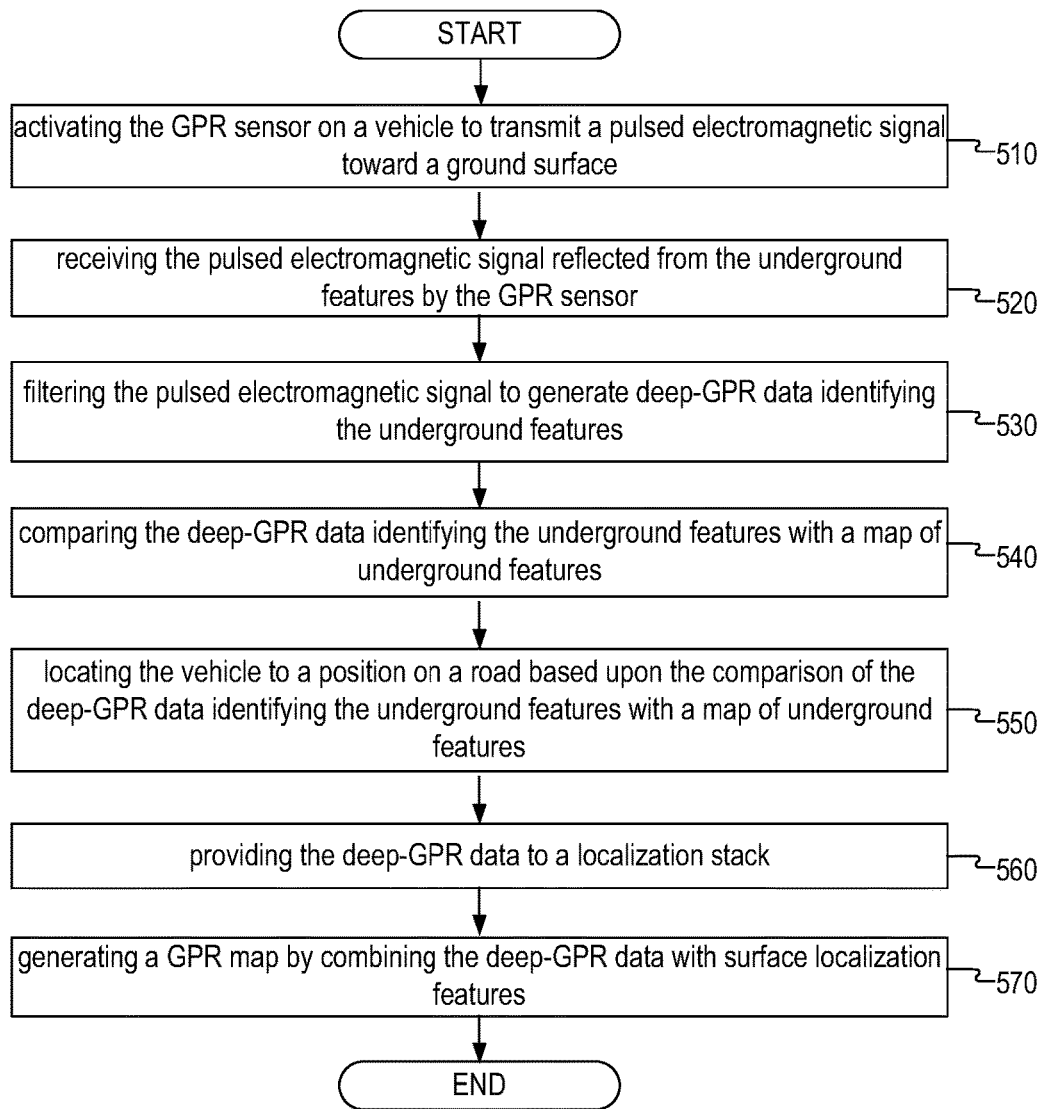 START
activating the GPR sensor on a vehicle to transmit a pulsed electromagnetic signal
toward a ground surface
510
receiving the pulsed electromagnetic signal reflected from the underground
features by the GPR sensor
520
filtering the pulsed electromagnetic signal to generate deep-GPR data identifying
the underground features
530
comparing the deep-GPR data identifying the underground features with a map of
underground features
540
locating the vehicle to a position on a road based upon the comparison of the
deep-GPR data identifying the underground features with a map of underground
features
550
providing the deep-GPR data to a localization stack
560
generating a GPR map by combining the deep-GPR data with surface localization
features
570
END